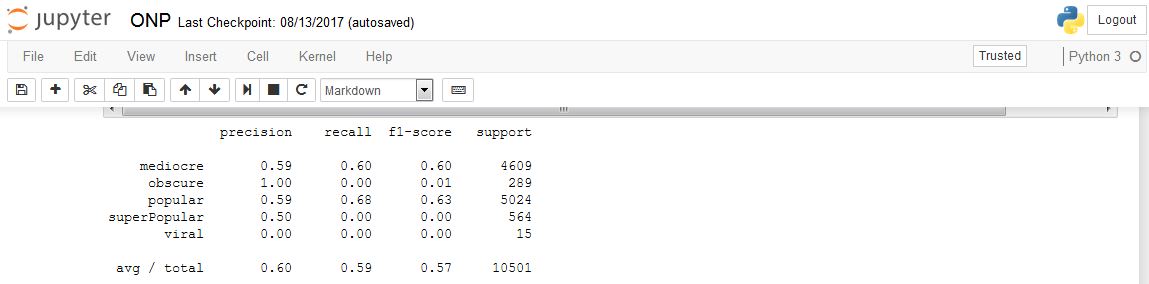 jupyter ONP Last Checkpoint: 08/13/2017 (autosaved) Logout
File Edit View Insert Cell Kernel Help Trusted Python 3
Markdown
precision recall f1-score support
mediocre 0.59 0.60 0.60 4609
obscure 1.00 0.00 0.01 289
popular 0.59 0.68 0.63 5024
superPopular 0.50 0.00 0.00 564
viral 0.00 0.00 0.00 15
avg / total 0.60 0.59 0.57 10501